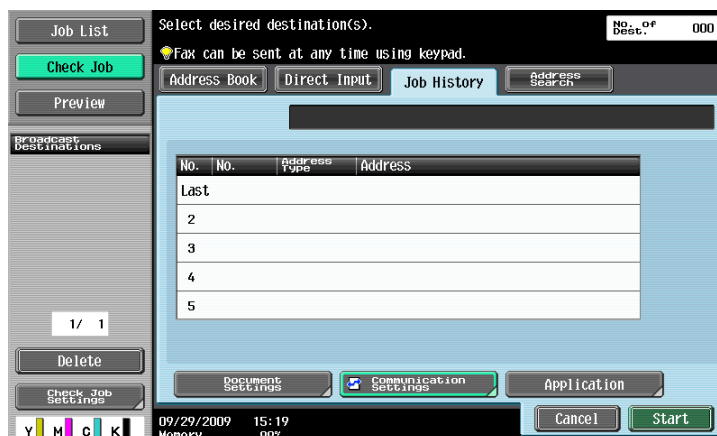 Job List
Check Job
Preview
Broadcast
Destinations
1/ 1
Delete
Check Job
Settings
Y M C K
Select desired destination(s).
No. of
Dest. 000
Fax can be sent at any time using keypad.
Address Book Direct Input Job History Address
Search
No. No. Address
Type Address
Last
2
3
4
5
Document
Settings
Communication
Settings
Application
09/29/2009 15:19
Memory 00%
Cancel Start